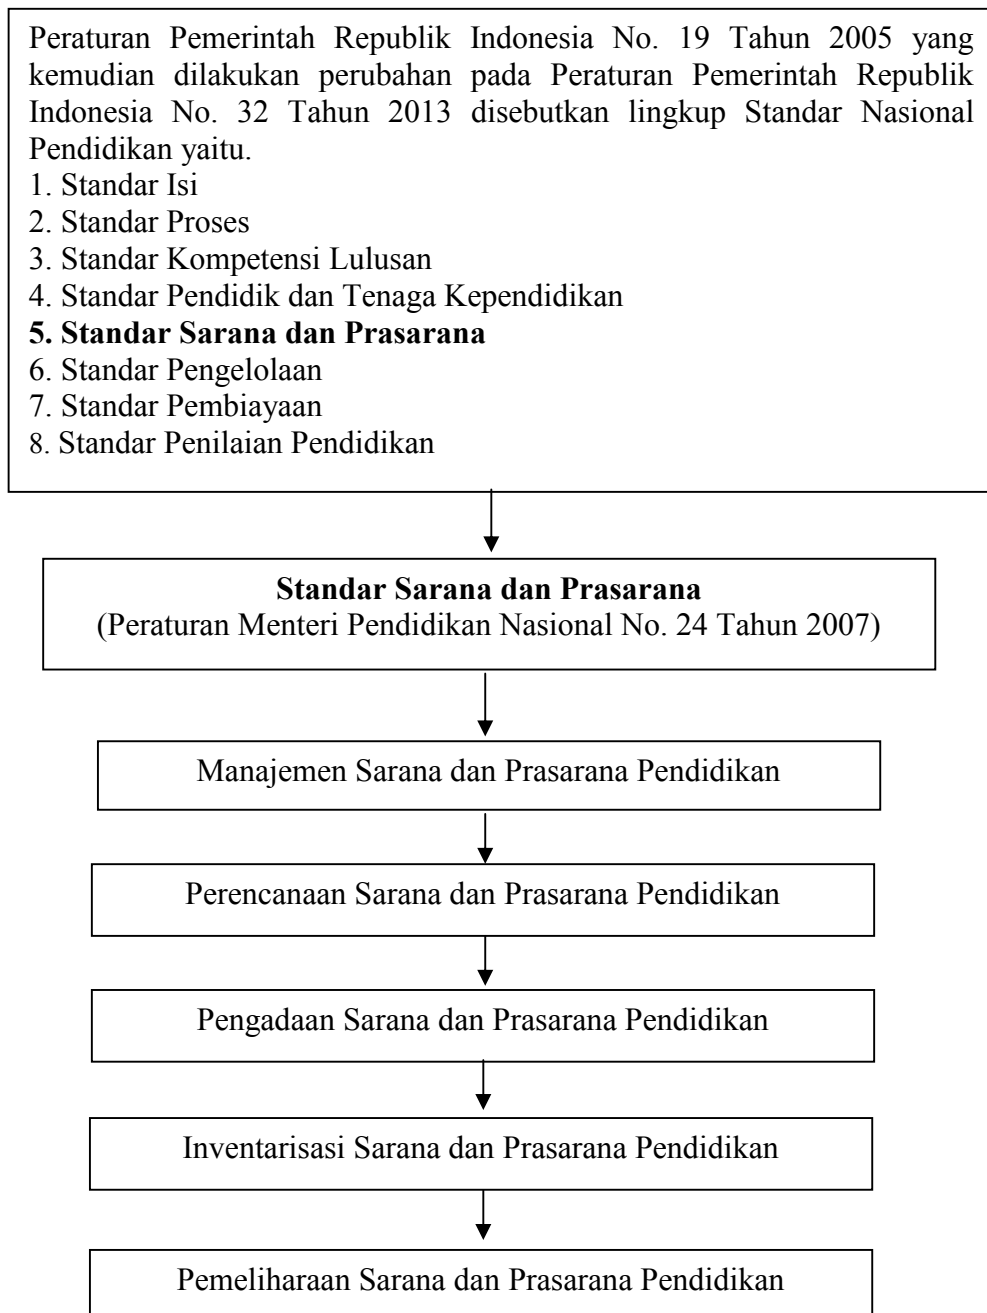 Peraturan Pemerintah Republik Indonesia No. 19 Tahun 2005 yang
kemudian dilakukan perubahan pada Peraturan Pemerintah Republik
Indonesia No. 32 Tahun 2013 disebutkan lingkup Standar Nasional
Pendidikan yaitu.
1. Standar Isi
2. Standar Proses
3. Standar Kompetensi Lulusan
4. Standar Pendidik dan Tenaga Kependidikan
5. Standar Sarana dan Prasarana
6. Standar Pengelolaan
7. Standar Pembiayaan
8. Standar Penilaian Pendidikan
Standar Sarana dan Prasarana
(Peraturan Menteri Pendidikan Nasional No. 24 Tahun 2007)
Manajemen Sarana dan Prasarana Pendidikan
Perencanaan Sarana dan Prasarana Pendidikan
Pengadaan Sarana dan Prasarana Pendidikan
Inventarisasi Sarana dan Prasarana Pendidikan
Pemeliharaan Sarana dan Prasarana Pendidikan